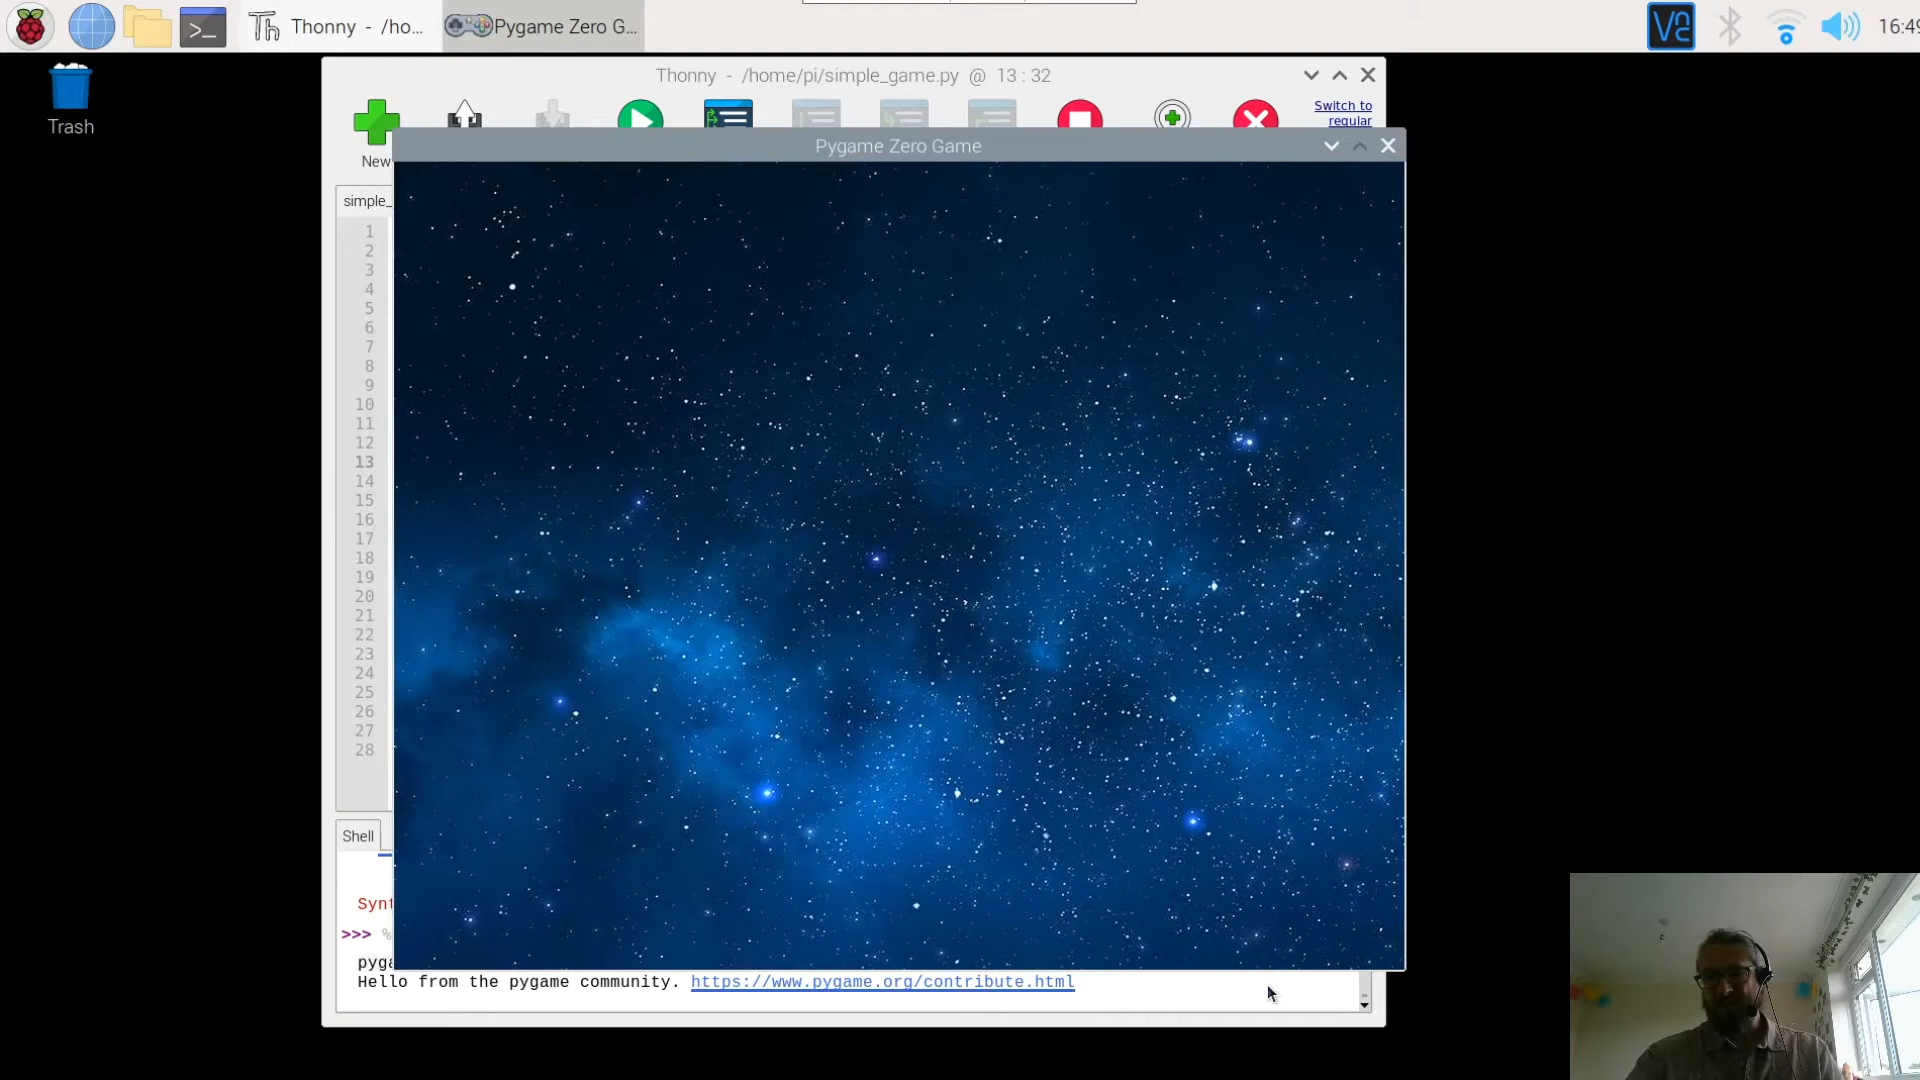 Thonny - /ho...
Pygame Zero G...
16:49
Trash
Thonny - /home/pi/simple_game.py @ 13 : 32
Switch to
regular
New
Pygame Zero Game
simple_
1
2
3
4
5
6
7
8
9
10
11
12
13
14
15
16
17
18
19
20
21
22
23
24
25
26
27
28
Shell
Synt
>>> %
pyga
Hello from the pygame community. https://www.pygame.org/contribute.html